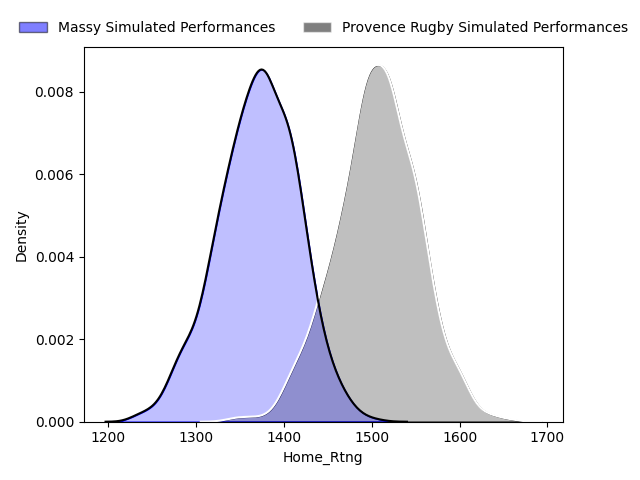 Massy Simulated Performances
Provence Rugby Simulated Performances
0.008
0.006
0.004
0.002
0.000
Density
1200 1300 1400 1500 1600 1700
Home_Rtng